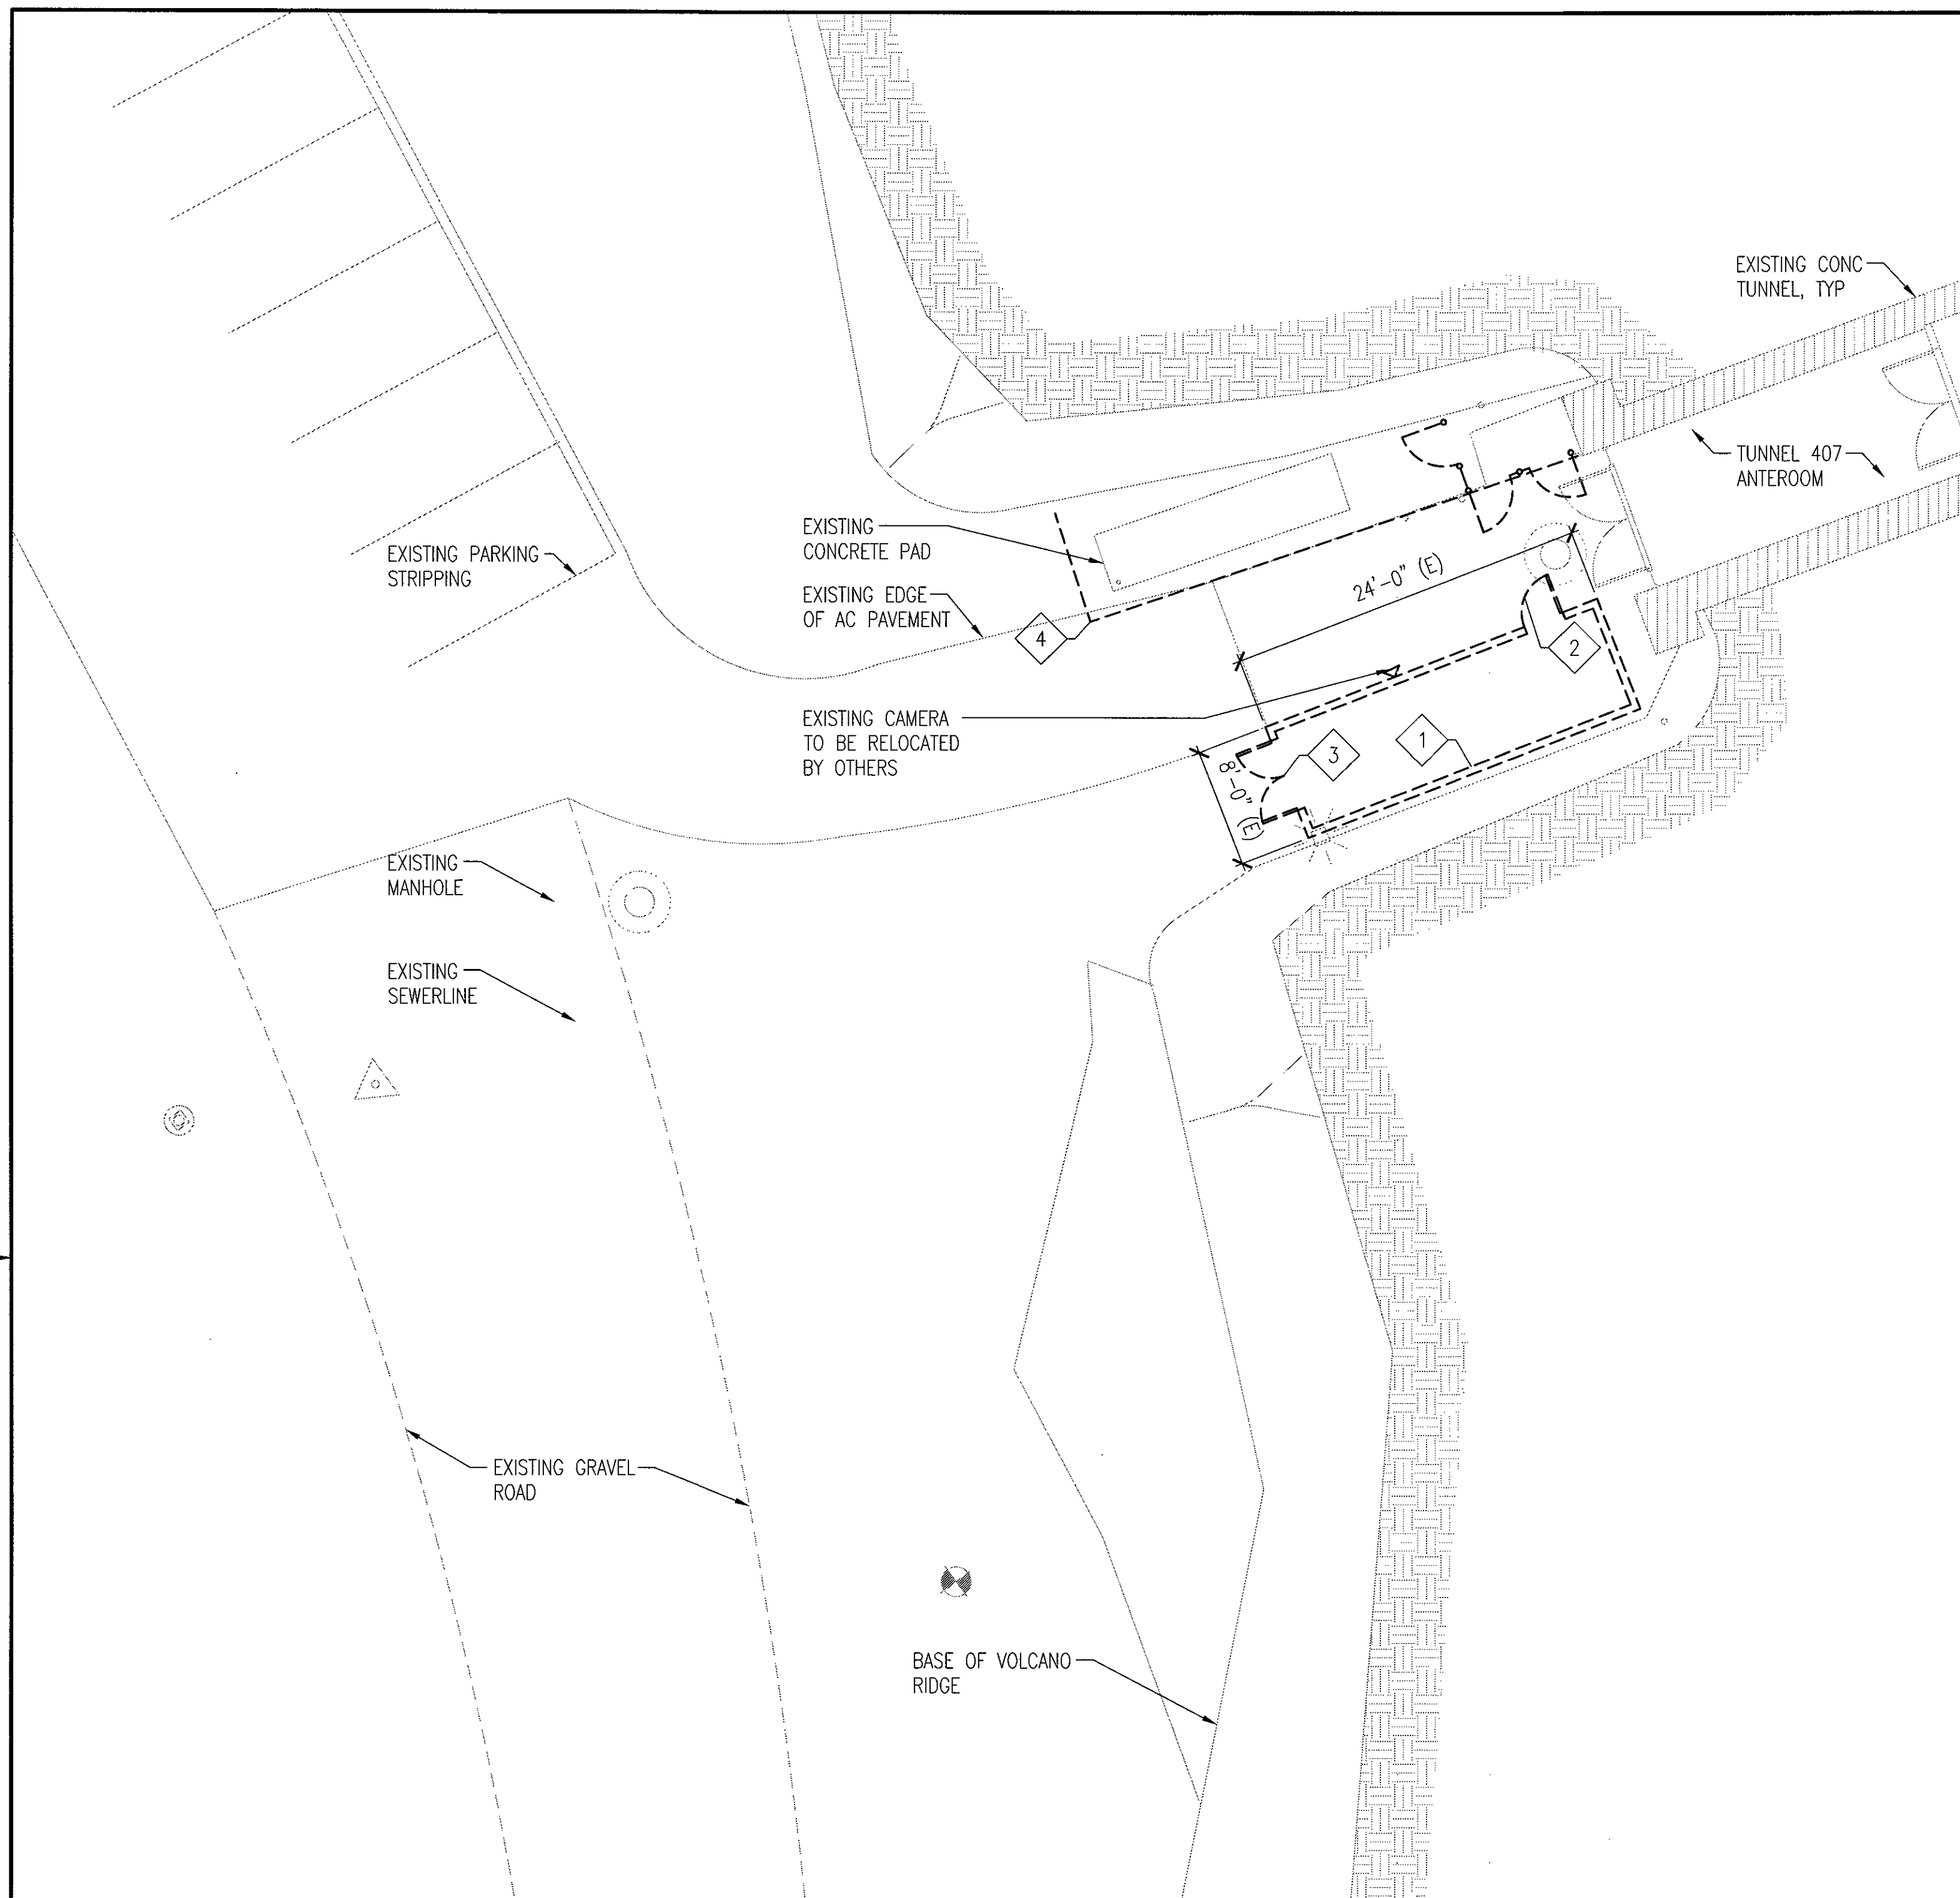 EXISTING CONC
TUNNEL, TYP
TUNNEL 407
ANTEROOM
EXISTING
CONCRETE PAD
EXISTING PARKING
STRIPPING
24'-0" (E)
EXISTING EDGE
OF AC PAVEMENT
4
2
EXISTING CAMERA
TO BE RELOCATED
BY OTHERS
1
3
8'-0" (E)
EXISTING
MANHOLE
EXISTING
SEWERLINE
EXISTING GRAVEL
ROAD
BASE OF VOLCANO
RIDGE